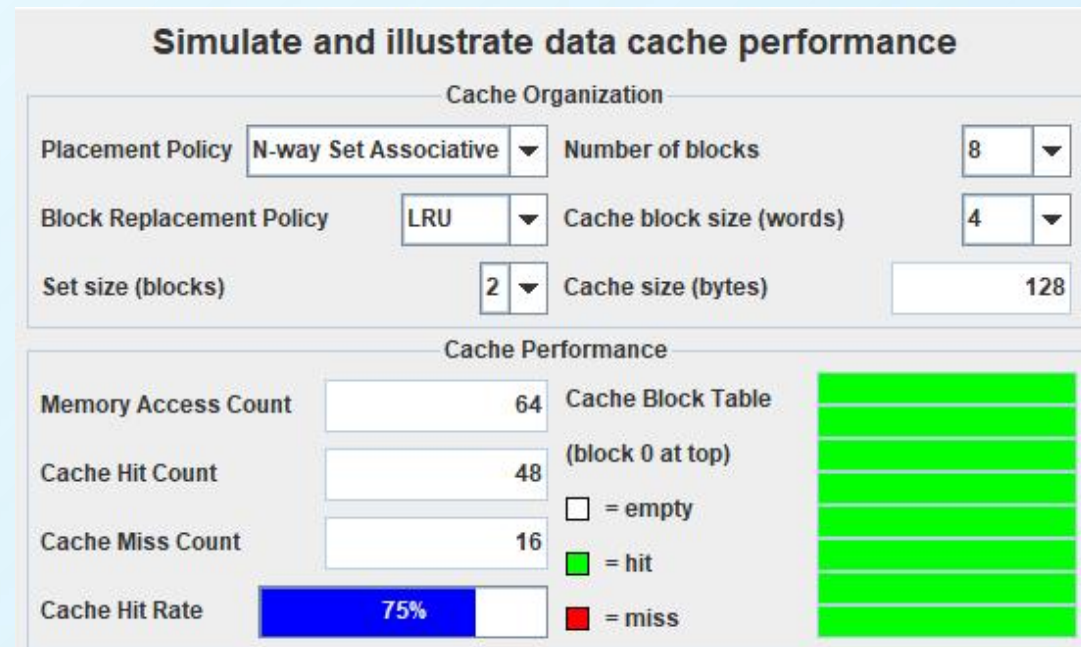 Simulate and illustrate data cache performance
Cache Organization
Placement Policy N-way Set Associative Number of blocks 8
Block Replacement Policy LRU Cache block size (words) 4
Set size (blocks) 2 Cache size (bytes) 128
Cache Performance
Memory Access Count 64 Cache Block Table
(block 0 at top)
Cache Hit Count 48
= empty
Cache Miss Count 16
= hit
Cache Hit Rate 75% = miss